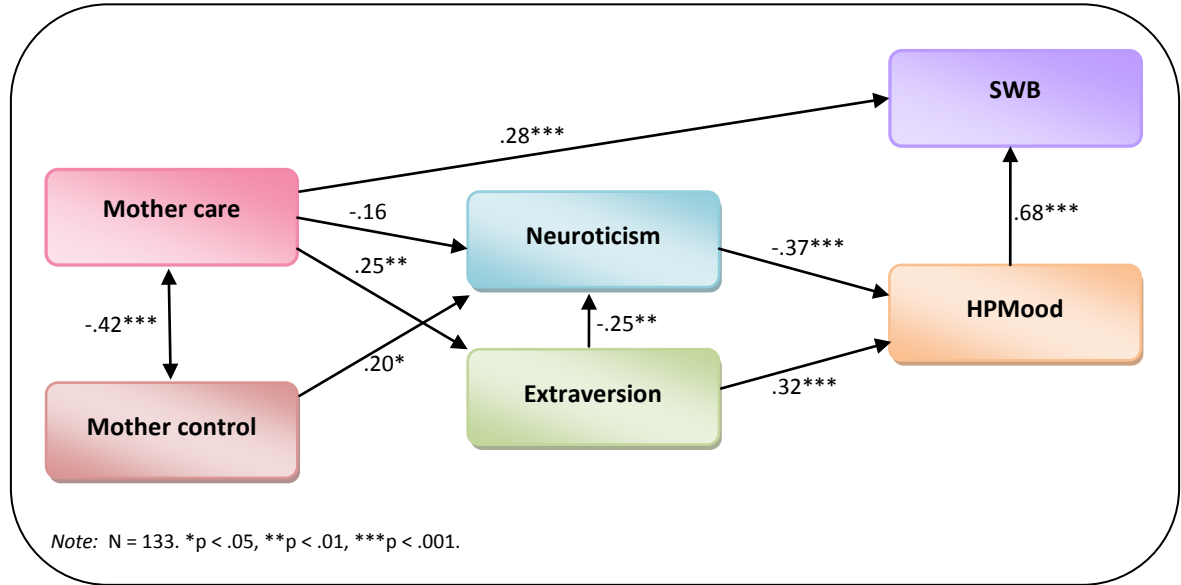 SWB
.28***
Mother care
-.16
Neuroticism
.68***
.25**
-.37***
HPMood
-.42***
-.25**
.20*
Extraversion
.32***
Mother control
Note: N = 133. *p < .05, **p < .01, ***p < .001.